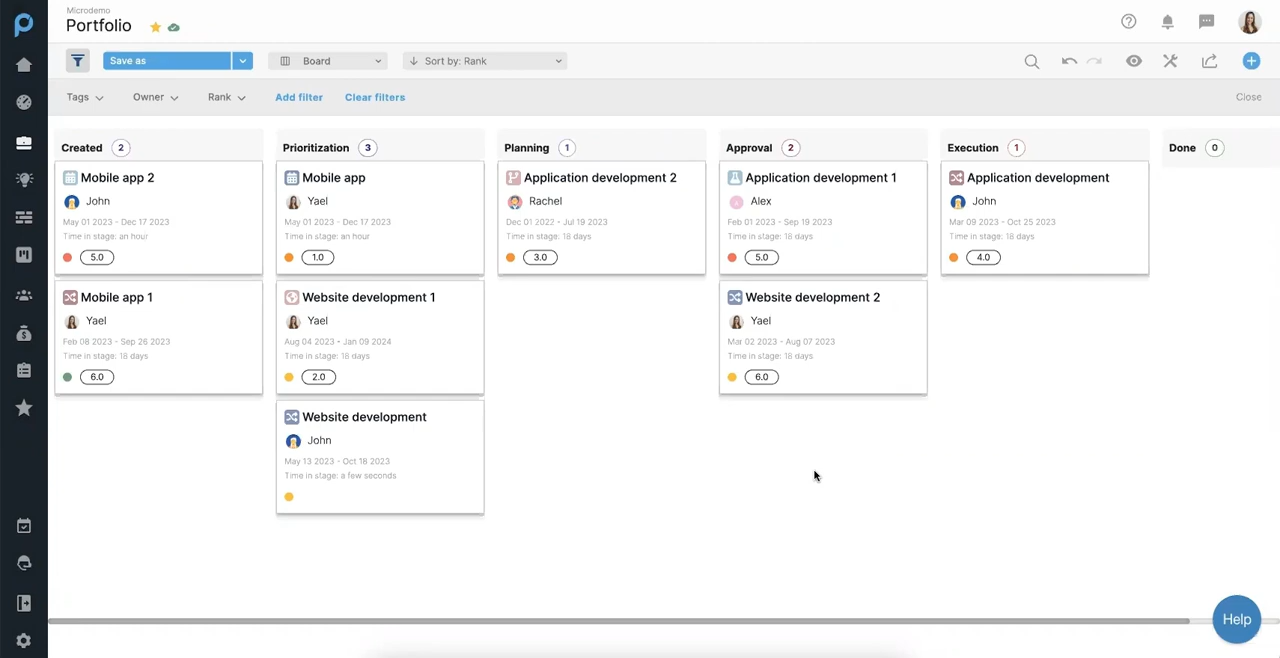 Microdemo
Portfolio
Save as
Board
Sort by: Rank
Tags
Owner
Rank
Add filter
Clear filters
Close
Created 2
Mobile app 2
John
May 01 2023 - Dec 17 2023
Time in stage: an hour
5.0
Mobile app 1
Yael
Feb 08 2023 - Sep 26 2023
Time in stage: 18 days
6.0
Prioritization 3
Mobile app
Yael
May 01 2023 - Dec 17 2023
Time in stage: an hour
1.0
Website development 1
Yael
Aug 04 2023 - Jan 09 2024
Time in stage: 18 days
2.0
Website development
John
May 13 2023 - Oct 18 2023
Time in stage: a few seconds
Planning 1
Application development 2
Rachel
Dec 01 2022 - Jul 19 2023
Time in stage: 18 days
3.0
Approval 2
Application development 1
Alex
Feb 01 2023 - Sep 19 2023
Time in stage: 18 days
5.0
Website development 2
Yael
Mar 02 2023 - Aug 07 2023
Time in stage: 18 days
6.0
Execution 1
Application development
John
Mar 09 2023 - Oct 25 2023
Time in stage: 18 days
4.0
Done 0
Help